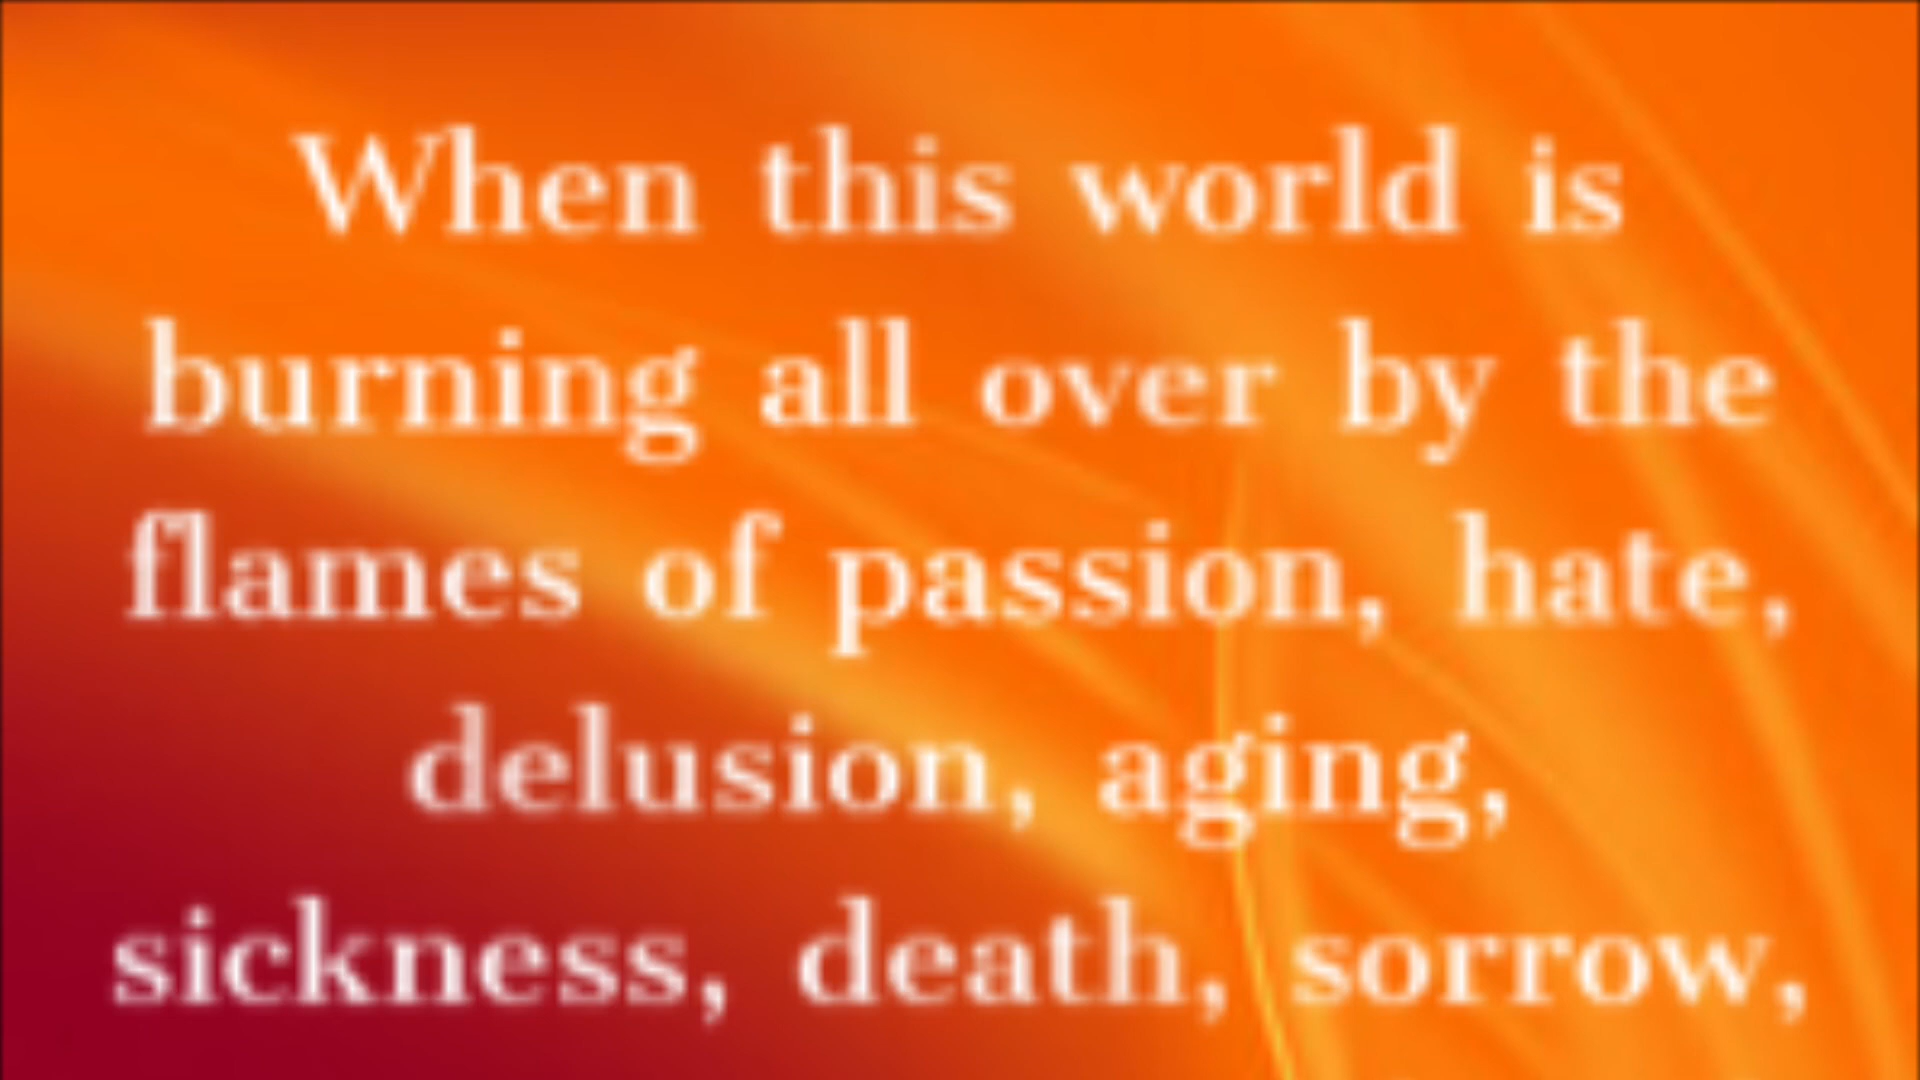 When this world is
burning all over by the
flames of passion, hate,
delusion, aging,
sickness, death, sorrow,